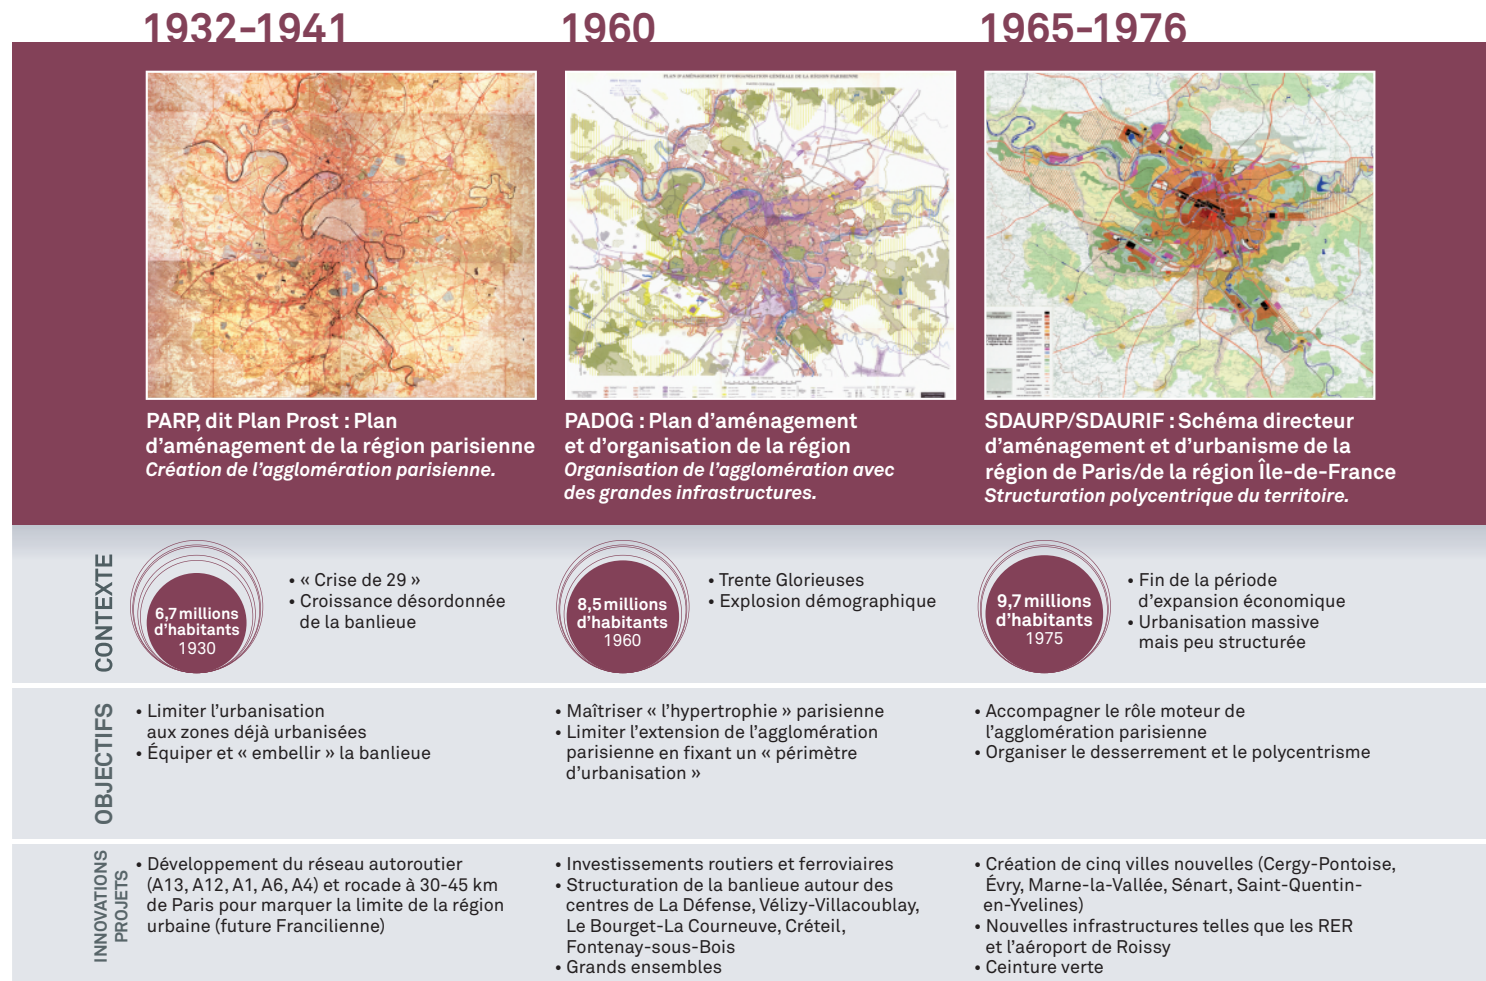 1932-1941
1960
1965-1976
PLAN D'AMÉNAGEMENT ET D'ORGANISATION GÉNÉRALE DE LA RÉGION PARISIENNE
PARP, dit Plan Prost : Plan
d’aménagement de la région parisienne
Création de l’agglomération parisienne.
PADOG : Plan d’aménagement
et d’organisation de la région
Organisation de l’agglomération avec
des grandes infrastructures.
SDAURP/SDAURIF : Schéma directeur
d’aménagement et d’urbanisme de la
région de Paris/de la région Île-de-France
Structuration polycentrique du territoire.
CONTEXTE
6,7 millions
d’habitants
1930
• « Crise de 29 »
• Croissance désordonnée
de la banlieue
8,5 millions
d’habitants
1960
• Trente Glorieuses
• Explosion démographique
9,7 millions
d’habitants
1975
• Fin de la période
d’expansion économique
• Urbanisation massive
mais peu structurée
OBJECTIFS
• Limiter l’urbanisation
aux zones déjà urbanisées
• Équiper et « embellir » la banlieue
• Maîtriser « l’hypertrophie » parisienne
• Limiter l’extension de l’agglomération
parisienne en fixant un « périmètre
d’urbanisation »
• Accompagner le rôle moteur de
l’agglomération parisienne
• Organiser le desserrement et le polycentrisme
INNOVATIONS
PROJETS
• Développement du réseau autoroutier
(A13, A12, A1, A6, A4) et rocade à 30-45 km
de Paris pour marquer la limite de la région
urbaine (future Francilienne)
• Investissements routiers et ferroviaires
• Structuration de la banlieue autour des
centres de La Défense, Vélizy-Villacoublay,
Le Bourget-La Courneuve, Créteil,
Fontenay-sous-Bois
• Grands ensembles
• Création de cinq villes nouvelles (Cergy-Pontoise,
Évry, Marne-la-Vallée, Sénart, Saint-Quentin-
en-Yvelines)
• Nouvelles infrastructures telles que les RER
et l’aéroport de Roissy
• Ceinture verte